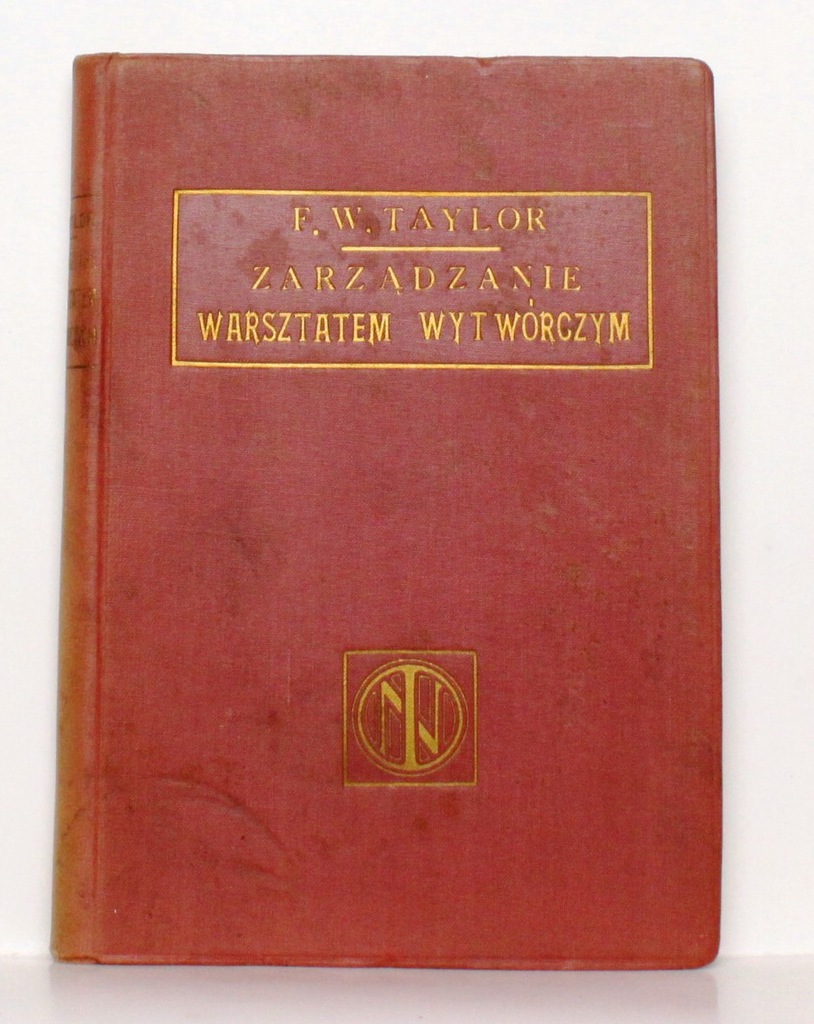 F. W. TAYLOR
ZARZĄDZANIE
WARSZTATEM WYTWÓRCZYM